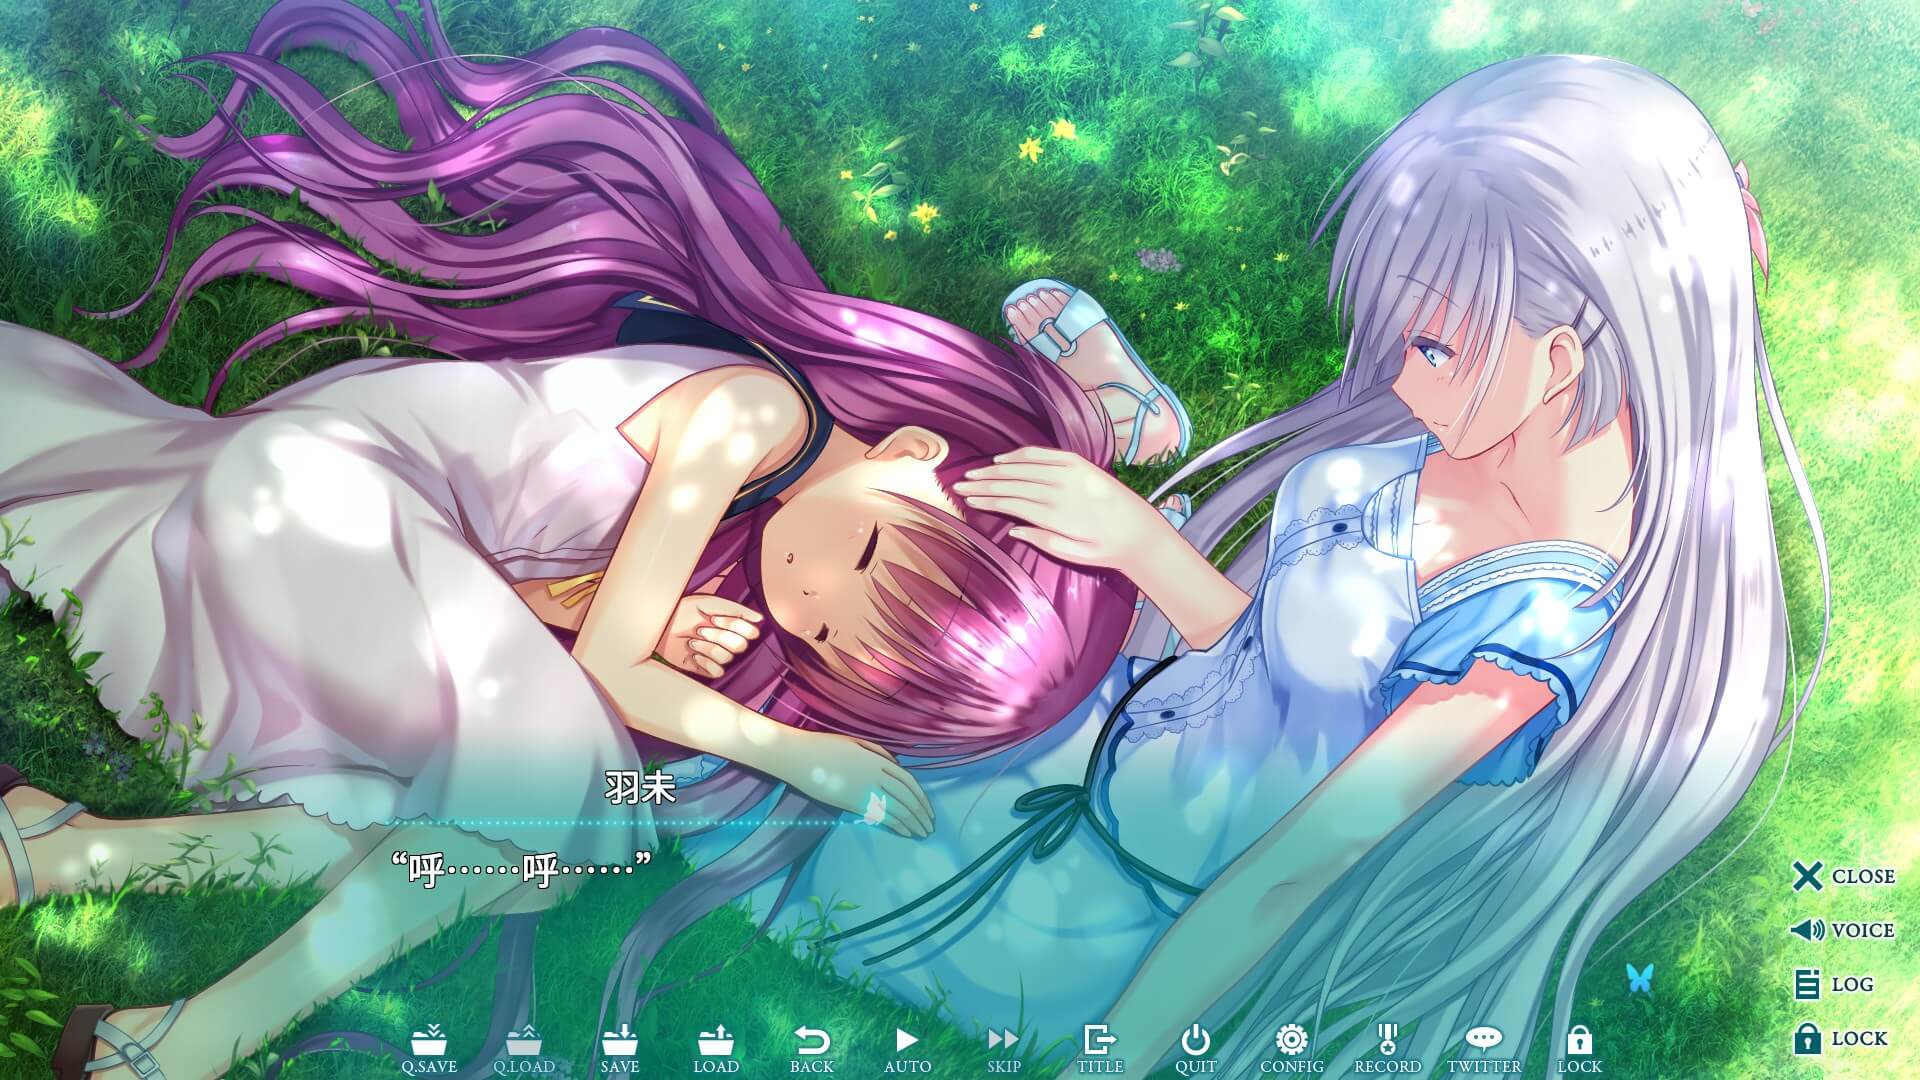 羽未
“呼……呼……”
CLOSE
VOICE
LOG
LOCK
Q.SAVE Q.LOAD SAVE LOAD BACK AUTO SKIP TITLE QUIT CONFIG RECORD TWITTER LOCK